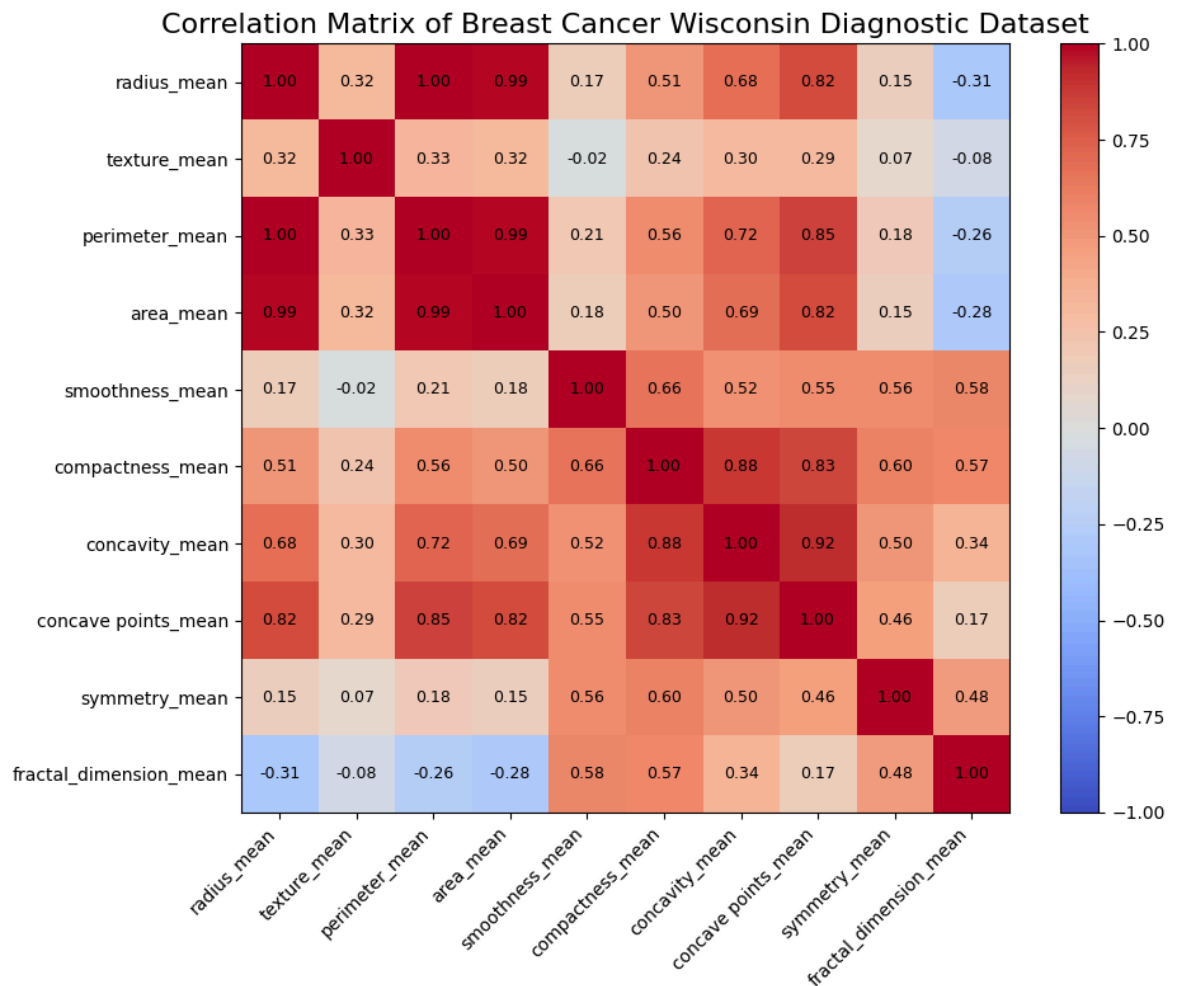 Correlation Matrix of Breast Cancer Wisconsin Diagnostic Dataset
radius_mean 1.00 0.32 1.00 0.99 0.17 0.51 0.68 0.82 0.15 -0.31
texture_mean 0.32 1.00 0.33 0.32 -0.02 0.24 0.30 0.29 0.07 -0.08
perimeter_mean 1.00 0.33 1.00 0.99 0.21 0.56 0.72 0.85 0.18 -0.26
area_mean 0.99 0.32 0.99 1.00 0.18 0.50 0.69 0.82 0.15 -0.28
smoothness_mean 0.17 -0.02 0.21 0.18 1.00 0.66 0.52 0.55 0.56 0.58
compactness_mean 0.51 0.24 0.56 0.50 0.66 1.00 0.88 0.83 0.60 0.57
concavity_mean 0.68 0.30 0.72 0.69 0.52 0.88 1.00 0.92 0.50 0.34
concave points_mean 0.82 0.29 0.85 0.82 0.55 0.83 0.92 1.00 0.46 0.17
symmetry_mean 0.15 0.07 0.18 0.15 0.56 0.60 0.50 0.46 1.00 0.48
fractal_dimension_mean -0.31 -0.08 -0.26 -0.28 0.58 0.57 0.34 0.17 0.48 1.00
radius_mean
texture_mean
perimeter_mean
area_mean
smoothness_mean
compactness_mean
concavity_mean
concave points_mean
symmetry_mean
fractal_dimension_mean
1.00
0.75
0.50
0.25
0.00
−0.25
−0.50
−0.75
−1.00